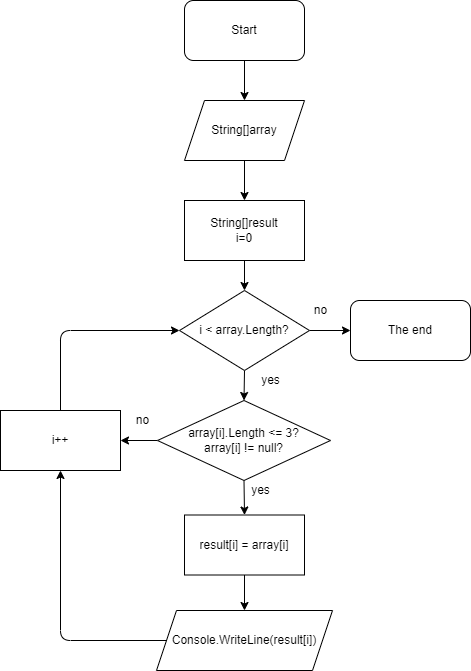 Start
String[]array
String[]result
i=0
i < array.Length?
no
The end
yes
array[i].Length <= 3?
array[i] != null?
no
i++
yes
result[i] = array[i]
Console.WriteLine(result[i])